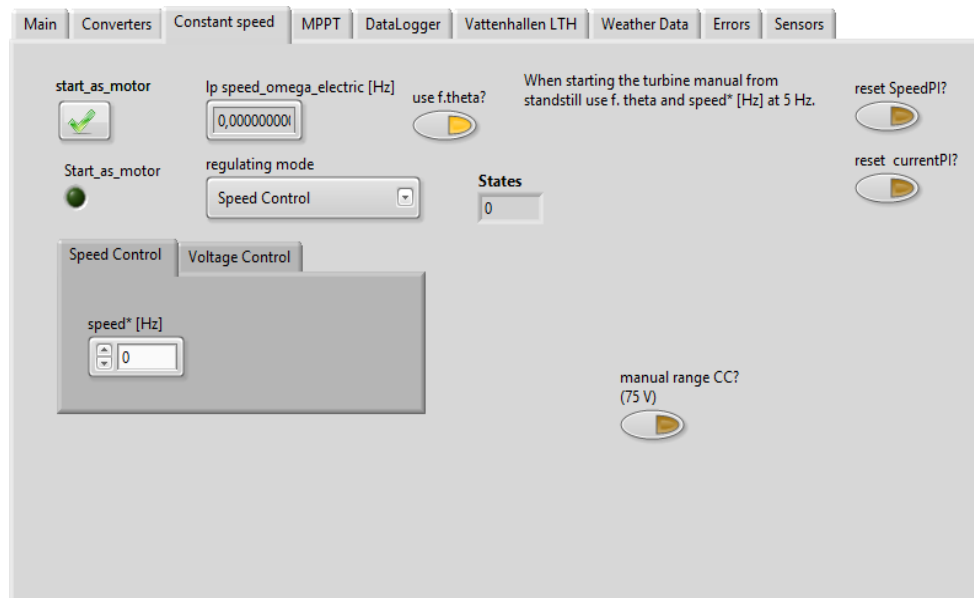 Main Converters Constant speed MPPT DataLogger Vattenhallen LTH Weather Data Errors Sensors
start_as_motor
lp speed_omega_electric [Hz]
0,00000000
use f.theta?
When starting the turbine manual from
standstill use f. theta and speed* [Hz] at 5 Hz.
reset SpeedPI?
Start_as_motor
regulating mode
Speed Control
States
0
reset currentPI?
Speed Control Voltage Control
speed* [Hz]
0
manual range CC?
(75 V)